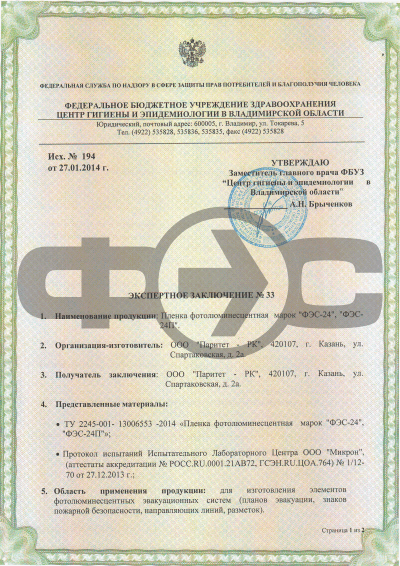 ФЕДЕРАЛЬНАЯ СЛУЖБА ПО НАДЗОРУ В СФЕРЕ ЗАЩИТЫ ПРАВ ПОТРЕБИТЕЛЕЙ И БЛАГОПОЛУЧИЯ ЧЕЛОВЕКА
ФЕДЕРАЛЬНОЕ БЮДЖЕТНОЕ УЧРЕЖДЕНИЕ ЗДРАВООХРАНЕНИЯ
ЦЕНТР ГИГИЕНЫ И ЭПИДЕМИОЛОГИИ В ВЛАДИМИРСКОЙ ОБЛАСТИ
Юридический, почтовый адрес: 600005, г. Владимир, ул. Токарева, 5
Тел. (4922) 535828, 535836, 535835, факс (4922) 535828
Исх. № 194
от 27.01.2014 г.
УТВЕРЖДАЮ
Заместитель главного врача ФБУЗ
"Центр гигиены и эпидемиологии в
Владимирской области"
А.Н. Брыченков
ФЭС
ЭКСПЕРТНОЕ ЗАКЛЮЧЕНИЕ № 33
1. Наименование продукции: Пленка фотолюминесцентная марок "ФЭС-24", "ФЭС-
24П".
2. Организация-изготовитель: ООО "Паритет - РК", 420107, г. Казань, ул.
Спартаковская, д. 2а.
3. Получатель заключения: ООО "Паритет - РК", 420107, г. Казань, ул.
Спартаковская, д. 2а.
4. Представленные материалы:
• ТУ 2245-001- 13006553 -2014 «Пленка фотолюминесцентная марок "ФЭС-24",
"ФЭС-24П"»;
• Протокол испытаний Испытательного Лабораторного Центра ООО "Микрон",
(аттестаты аккредитации № РОСС.RU.0001.21АВ72, ГСЭН.RU.ЦОА.764) № 1/12-
70 от 27.12.2013 г.;
5. Область применения продукции: для изготовления элементов
фотолюминесцентных эвакуационных систем (планов эвакуации, знаков
пожарной безопасности, направляющих линий, разметок).
Страница 1 из 2